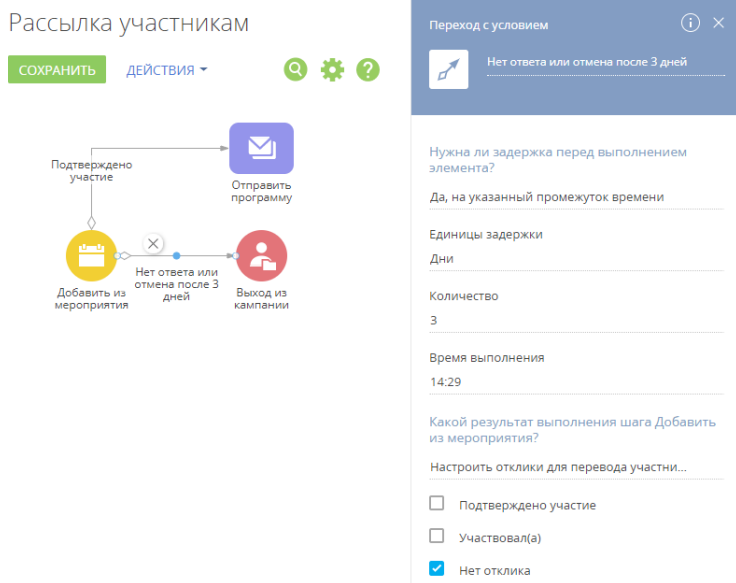 Рассылка участникам
СОХРАНИТЬ
ДЕЙСТВИЯ
?
Подтверждено
участие
Отправить
программу
Добавить из
мероприятия
Нет ответа или
отмена после 3
дней
Выход из
кампании
Переход с условием
i
Нет ответа или отмена после 3 дней
Нужна ли задержка перед выполнением
элемента?
Да, на указанный промежуток времени
Единицы задержки
Дни
Количество
3
Время выполнения
14:29
Какой результат выполнения шага Добавить
из мероприятия?
Настроить отклики для перевода участни...
Подтверждено участие
Участвовал(а)
Нет отклика